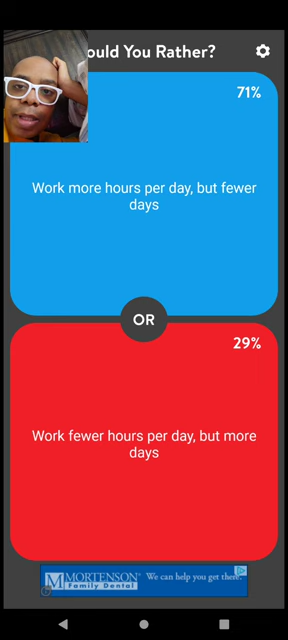 ould You Rather?
71%
Work more hours per day, but fewer
days
OR
29%
Work fewer hours per day, but more
days
M MORTENSON We can help you get there.
Family Dental